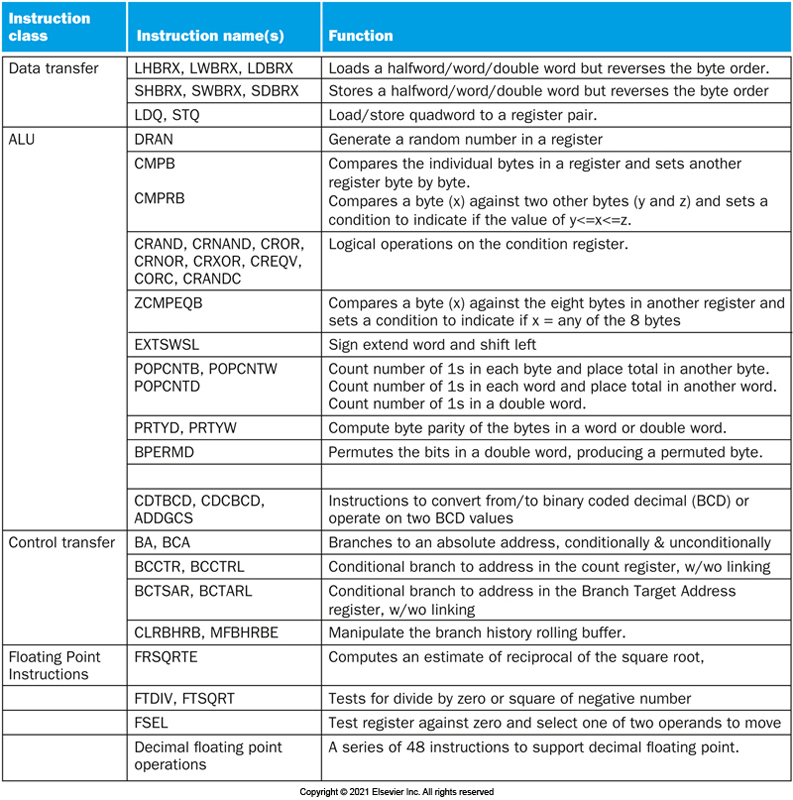 Instruction class Instruction name(s) Function
Data transfer LHBRX, LWBRX, LDBRX Loads a halfword/word/double word but reverses the byte order.
SHBRX, SWBRX, SDBRX Stores a halfword/word/double word but reverses the byte order
LDQ, STQ Load/store quadword to a register pair.
ALU DRAN Generate a random number in a register
CMPB Compares the individual bytes in a register and sets another
register byte by byte.
CMPRB Compares a byte (x) against two other bytes (y and z) and sets a
condition to indicate if the value of y<=x<=z.
CRAND, CRNAND, CROR, Logical operations on the condition register.
CRNOR, CRXOR, CREQV,
CORC, CRANDC
ZCMPEQB Compares a byte (x) against the eight bytes in another register and
sets a condition to indicate if x = any of the 8 bytes
EXTSWSL Sign extend word and shift left
POPCNTB, POPCNTW Count number of 1s in each byte and place total in another byte.
POPCNTD Count number of 1s in each word and place total in another word.
Count number of 1s in a double word.
PRTYD, PRTYW Compute byte parity of the bytes in a word or double word.
BPERMD Permutes the bits in a double word, producing a permuted byte.
CDTBCD, CDCBCD, Instructions to convert from/to binary coded decimal (BCD) or
ADDGCS operate on two BCD values
Control transfer BA, BCA Branches to an absolute address, conditionally & unconditionally
BCCTR, BCCTRL Conditional branch to address in the count register, w/wo linking
BCTSAR, BCTARL Conditional branch to address in the Branch Target Address
register, w/wo linking
CLRBHRB, MFBHRBE Manipulate the branch history rolling buffer.
Floating Point FRSQRTE Computes an estimate of reciprocal of the square root,
Instructions
FTDIV, FTSQRT Tests for divide by zero or square of negative number
FSEL Test register against zero and select one of two operands to move
Decimal floating point A series of 48 instructions to support decimal floating point.
operations
Copyright © 2021 Elsevier Inc. All rights reserved